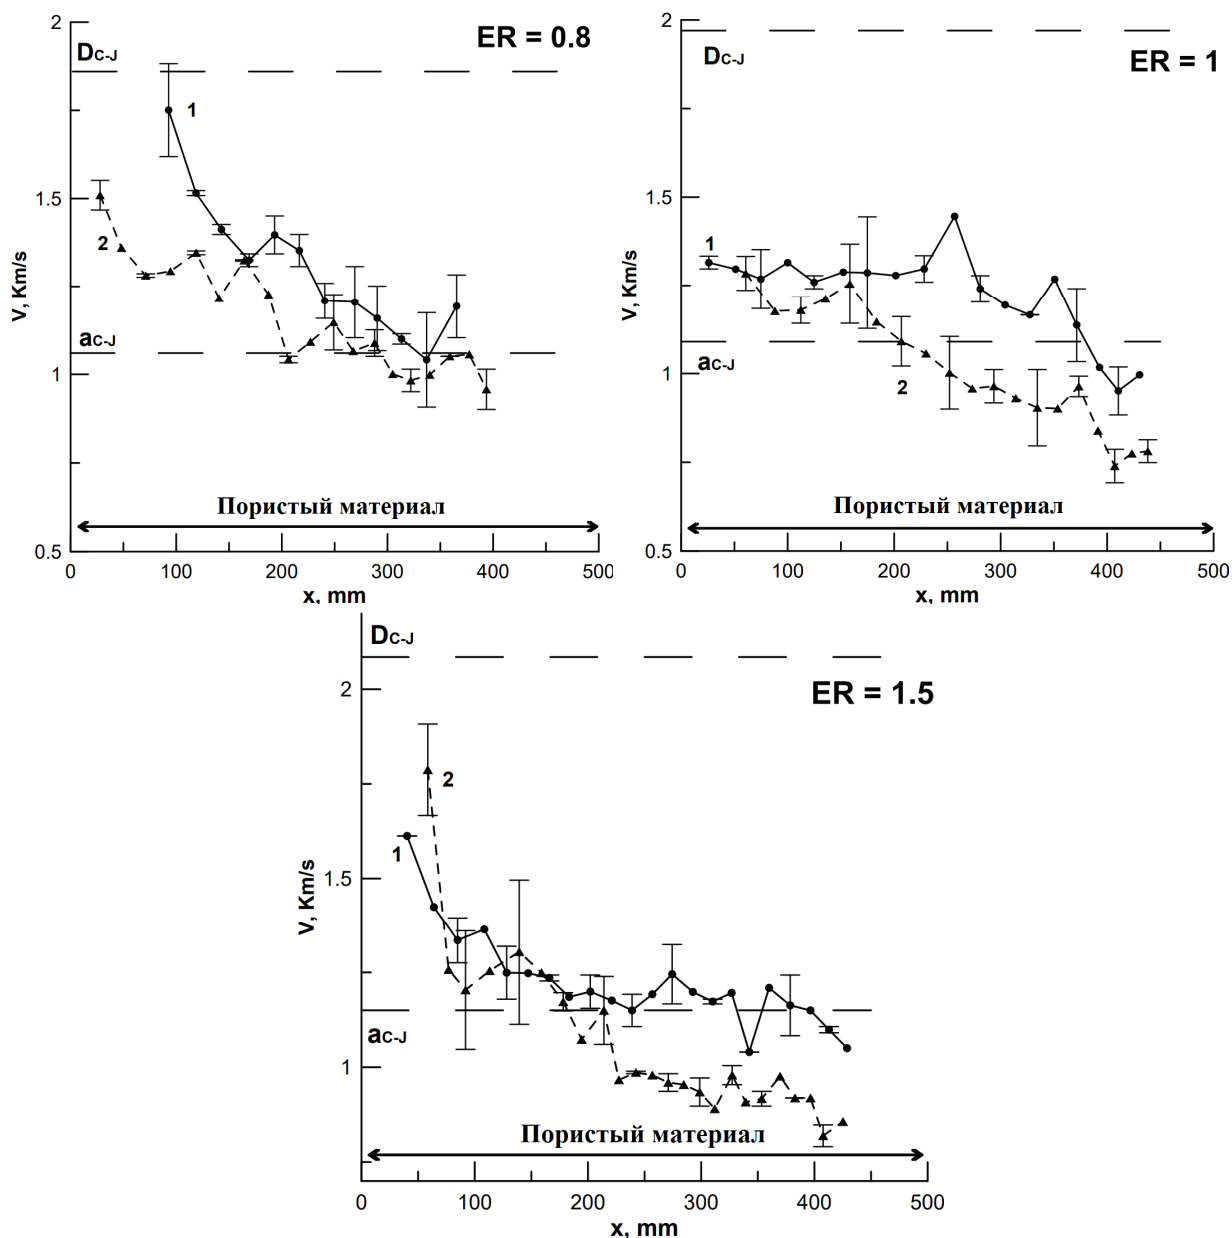 ER = 0.8
2
DC-J
1
1.5
2
V, Km/s
aC-J
1
Пористый материал
0.5
0 100 200 300 400 500
x, mm
ER = 1
2
DC-J
1.5
1
V, Km/s
aC-J
1
2
Пористый материал
0.5
0 100 200 300 400 500
x, mm
DC-J
ER = 1.5
2
2
1
1.5
V, Km/s
aC-J
1
Пористый материал
0 100 200 300 400 500
x, mm